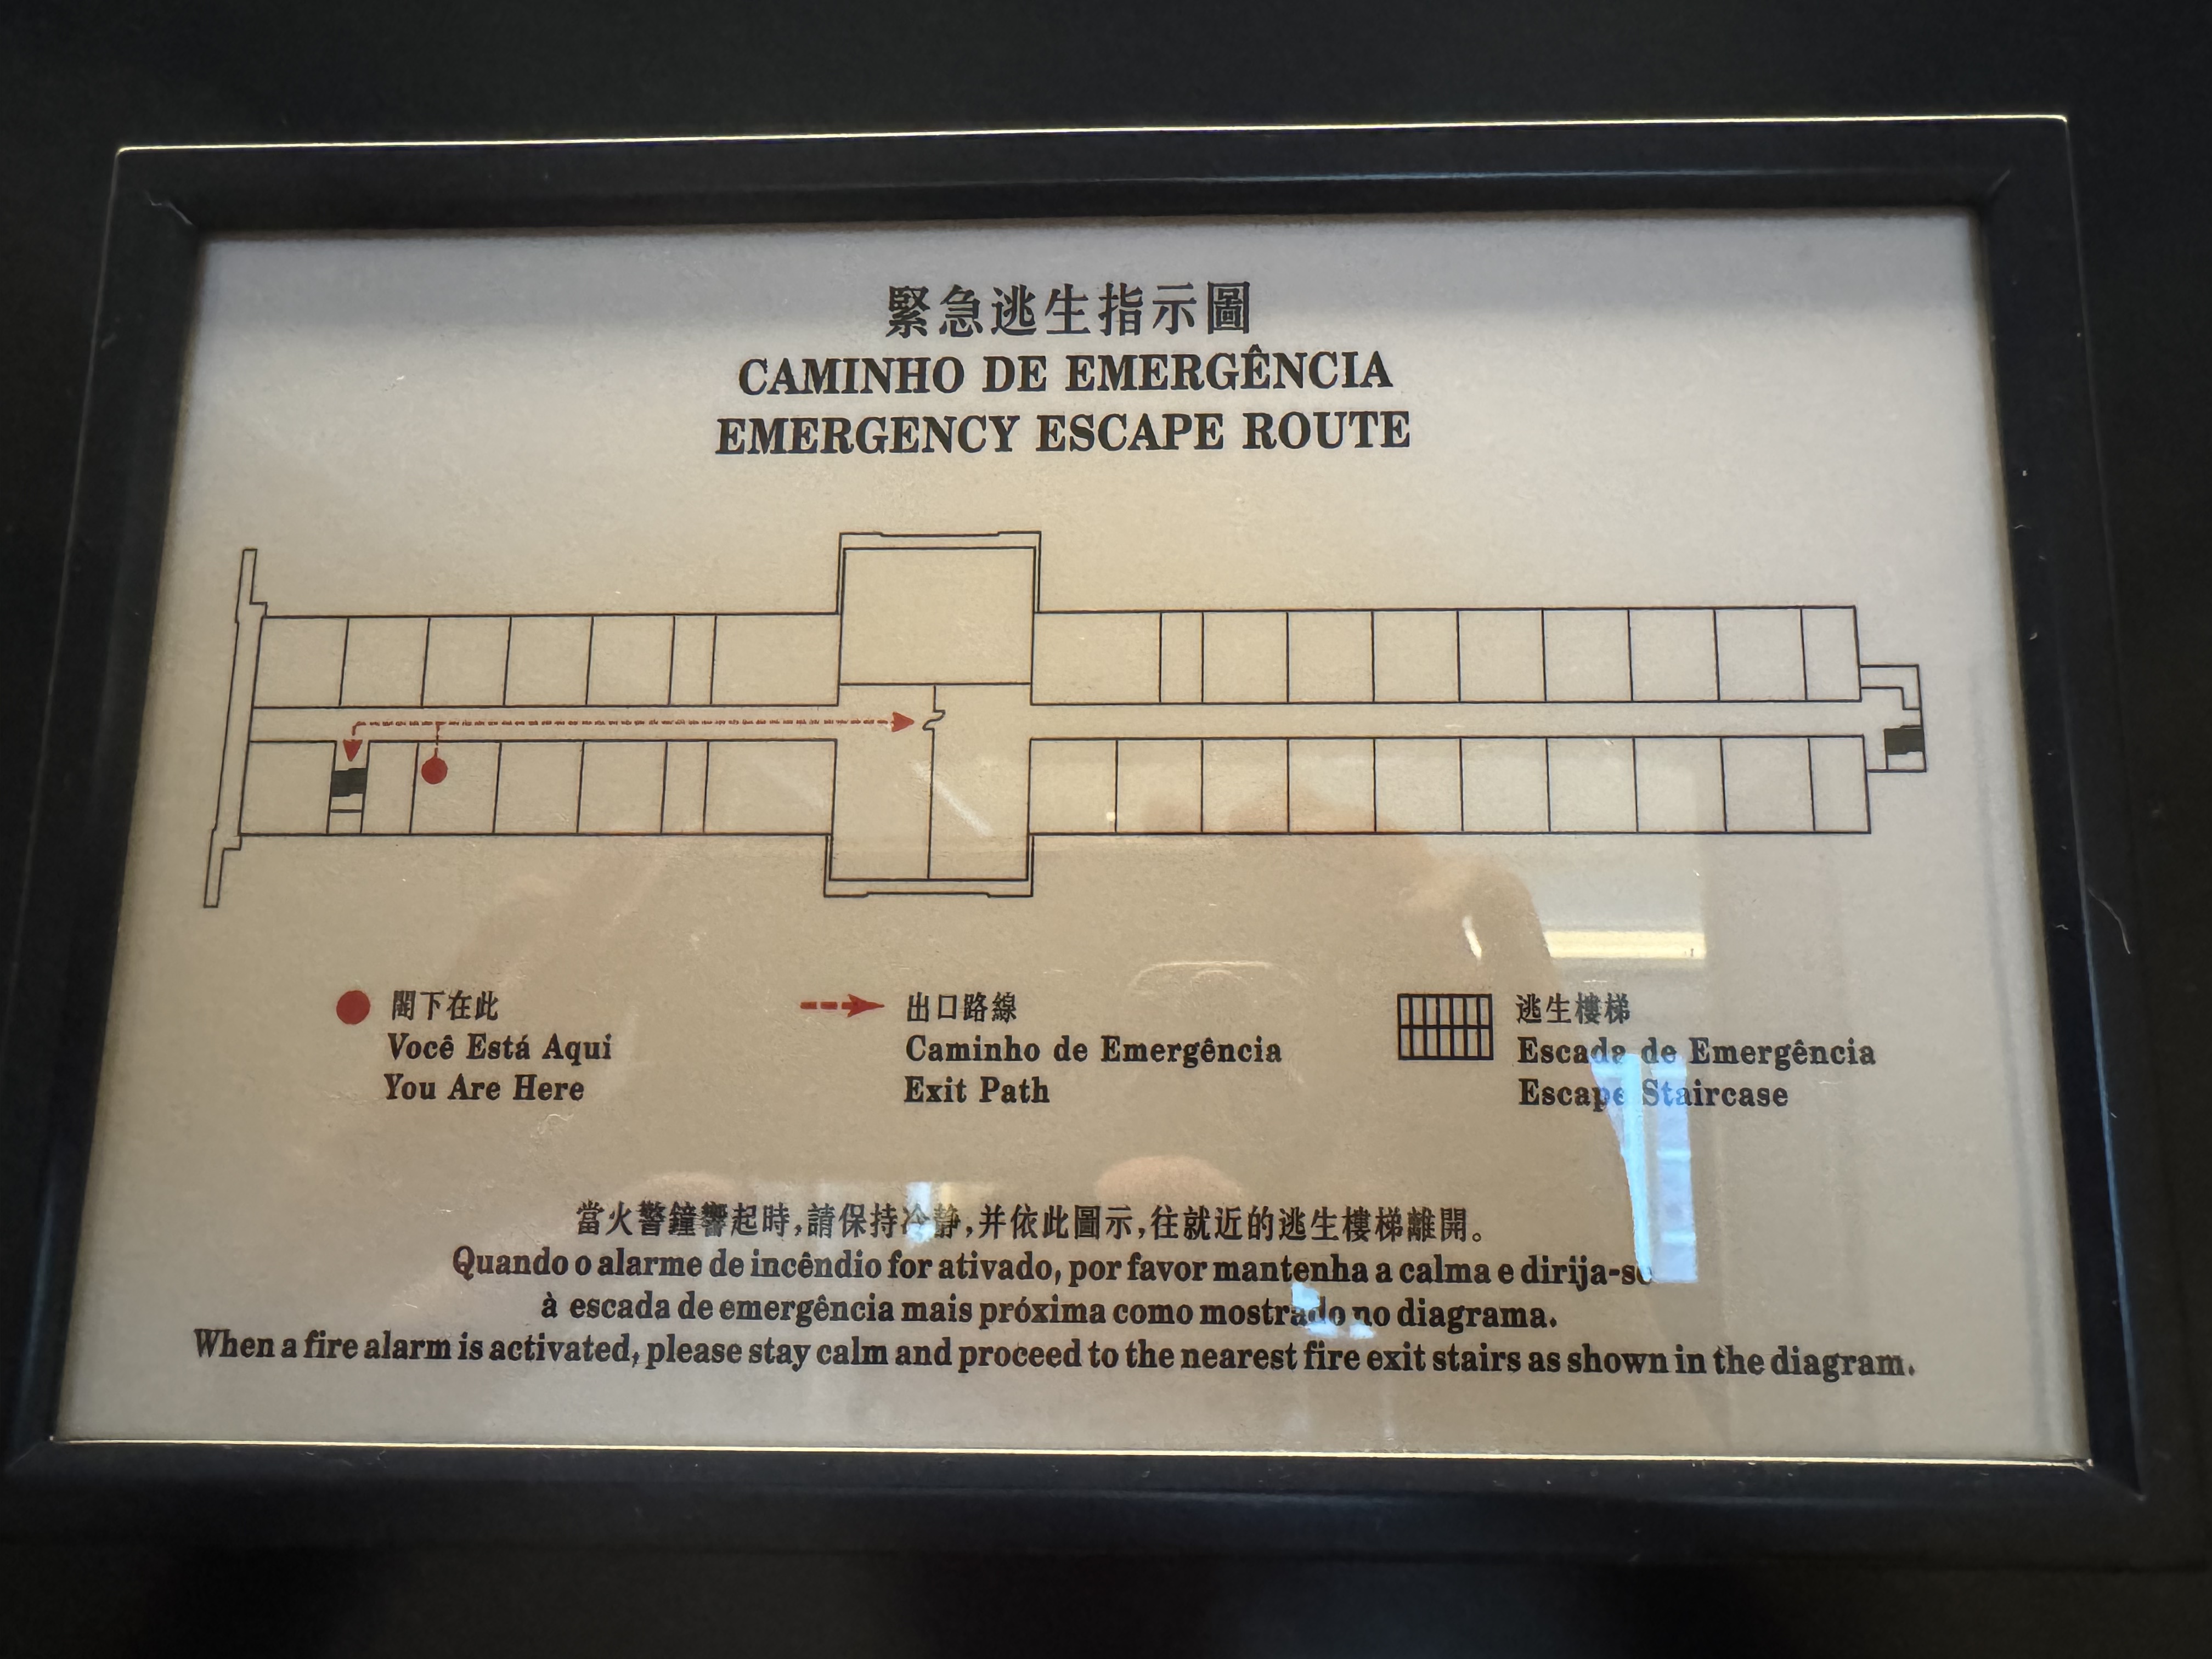 緊急逃生指示圖
CAMINHO DE EMERGÊNCIA
EMERGENCY ESCAPE ROUTE
閣下在此
Você Está Aqui
You Are Here
出口路線
Caminho de Emergência
Exit Path
逃生樓梯
Escada de Emergência
Escape Staircase
當火警鐘響起時,請保持冷靜,并依此圖示,往就近的逃生樓梯離開。
Quando o alarme de incêndio for ativado, por favor mantenha a calma e dirija-se
à escada de emergência mais próxima como mostrado no diagrama.
When a fire alarm is activated, please stay calm and proceed to the nearest fire exit stairs as shown in the diagram.